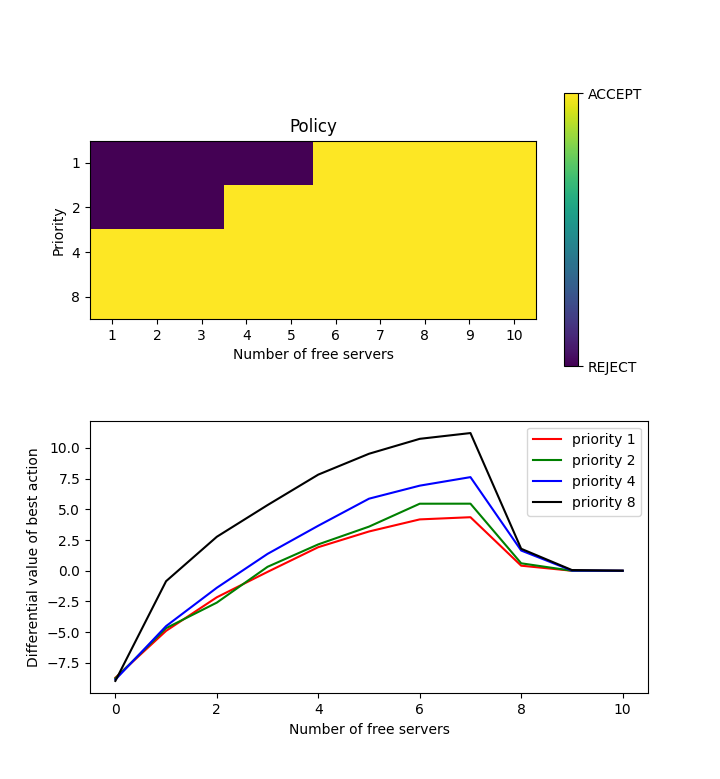 ACCEPT
Policy
Priority
1
2
4
8
1 2 3 4 5 6 7 8 9 10
Number of free servers
REJECT
Differential value of best action
10.0
7.5
5.0
2.5
0.0
−2.5
−5.0
−7.5
priority 1
priority 2
priority 4
priority 8
0 2 4 6 8 10
Number of free servers